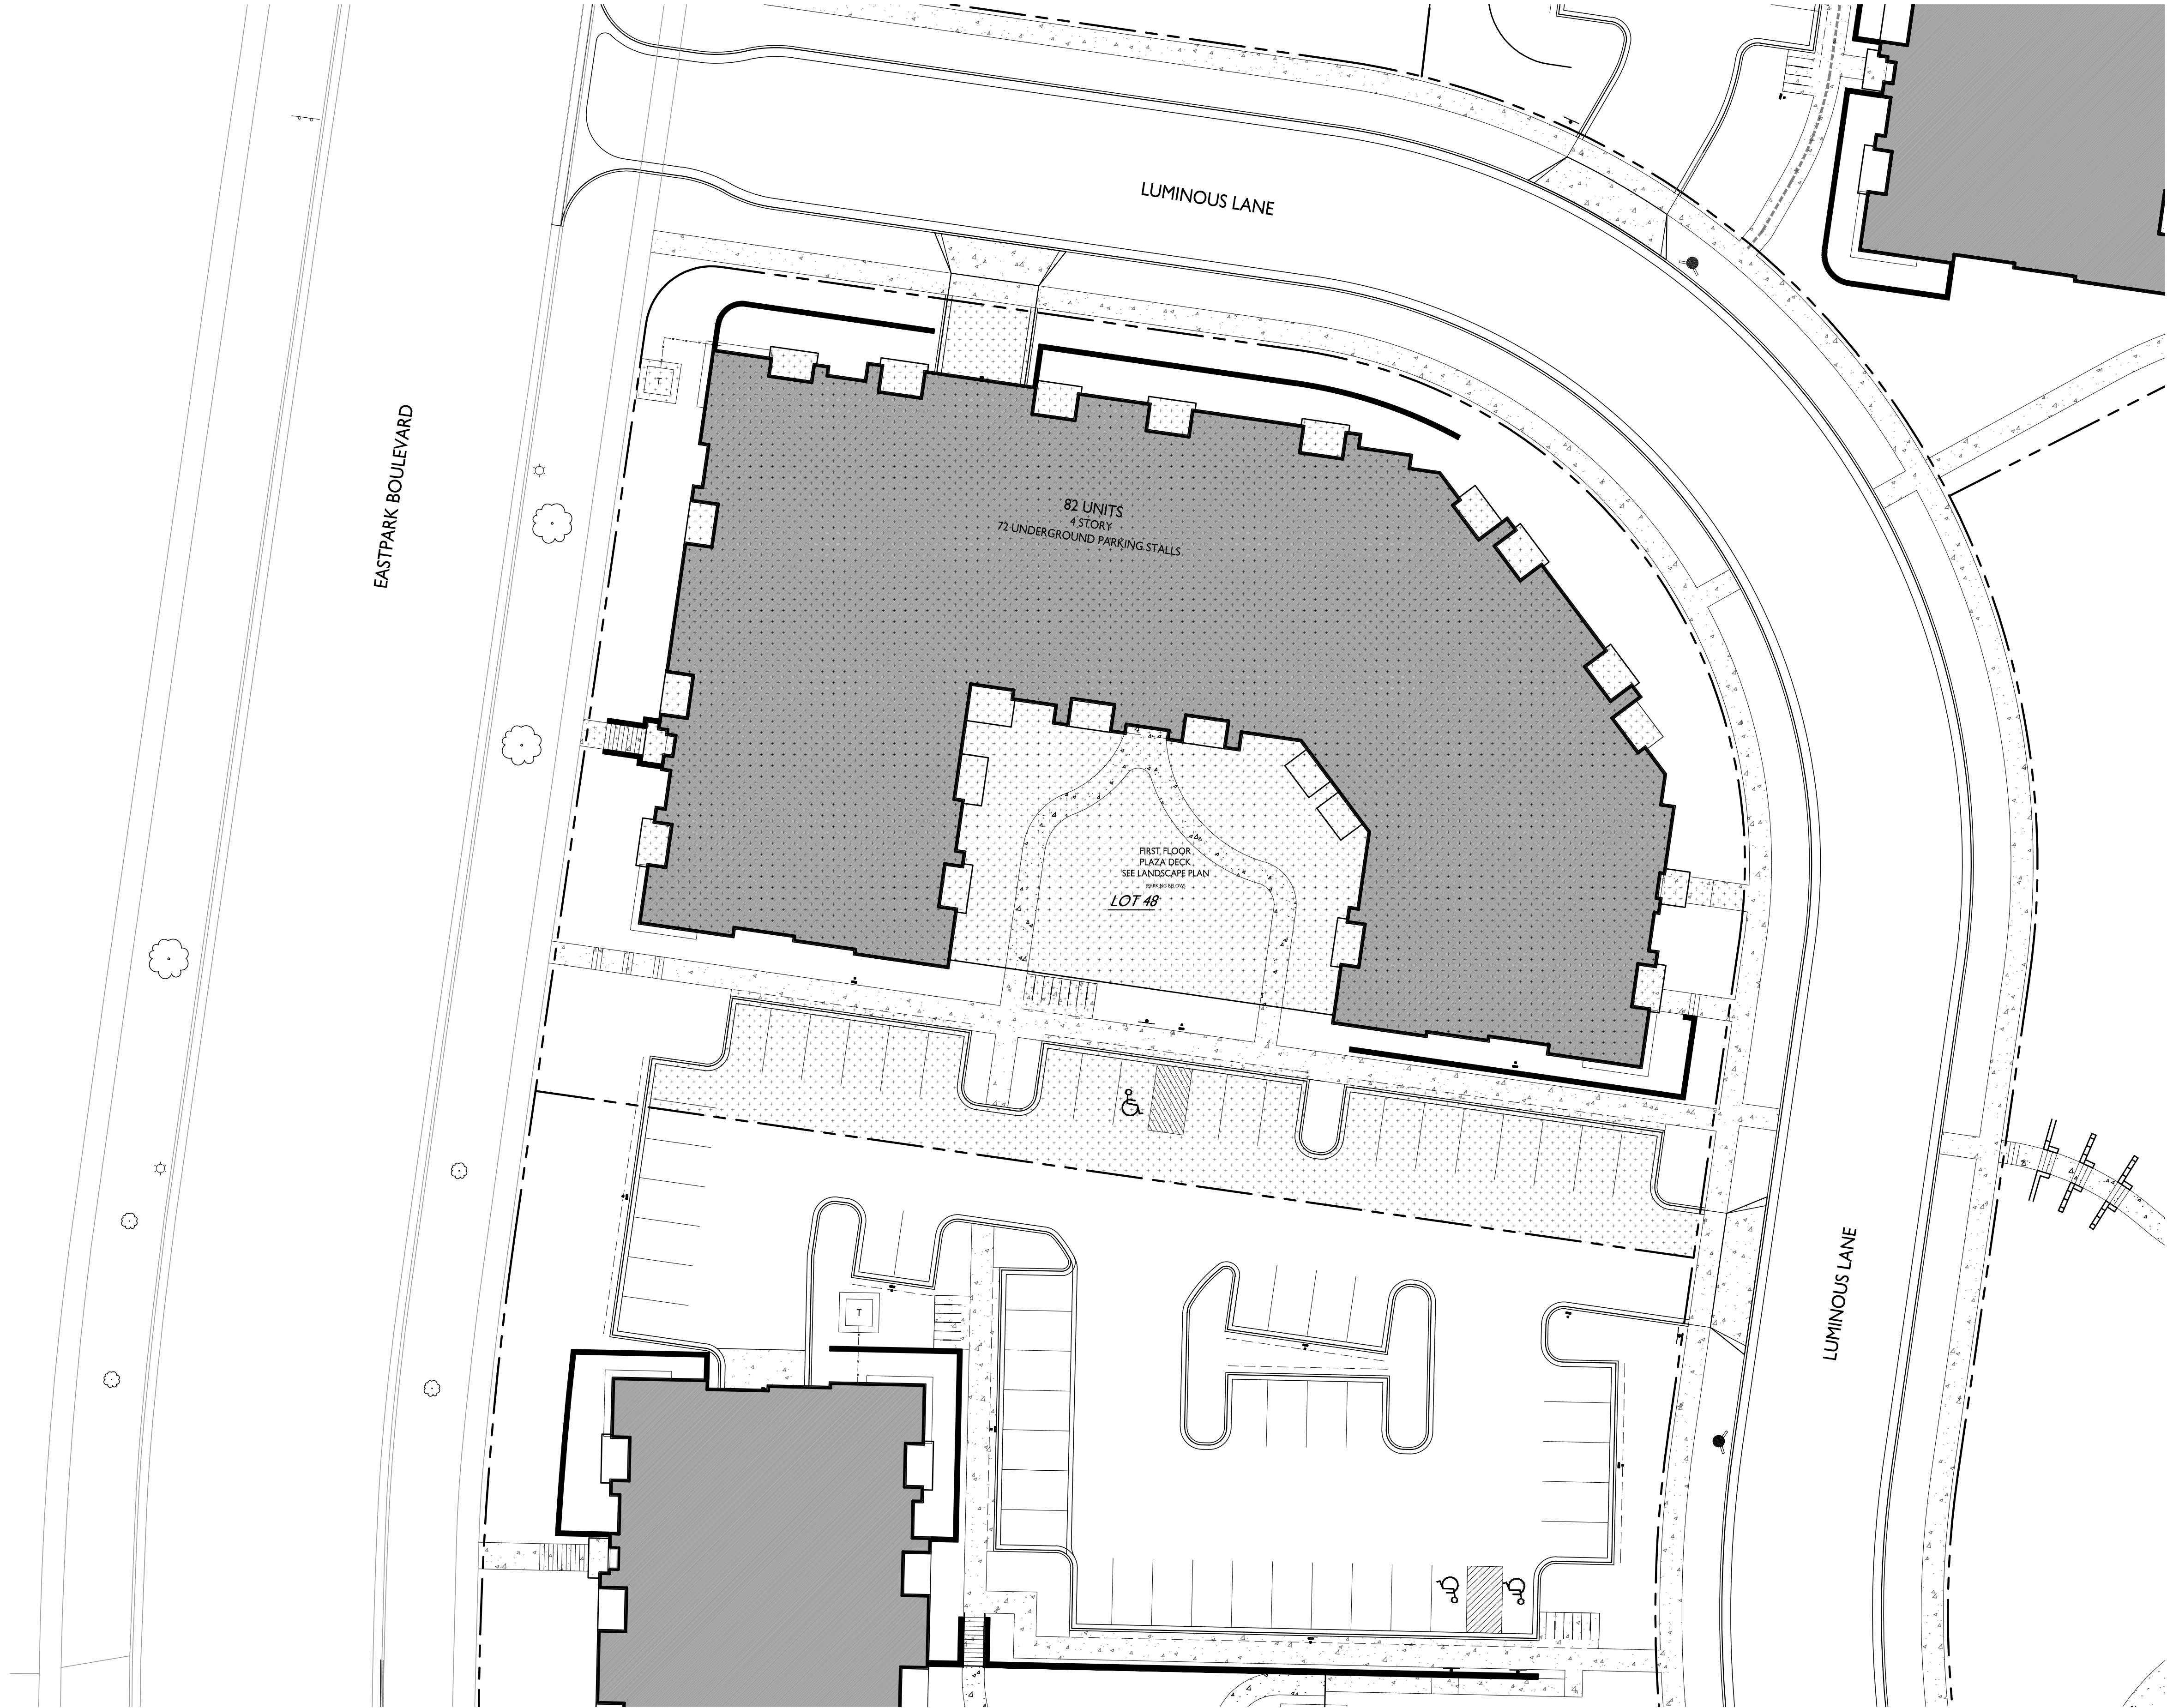 LUMINOUS LANE
EASTPARK BOULEVARD
T
82 UNITS
4 STORY
72 UNDERGROUND PARKING STALLS
FIRST FLOOR
PLAZA DECK
SEE LANDSCAPE PLAN
(PARKING BELOW)
LOT 48
LUMINOUS LANE
T